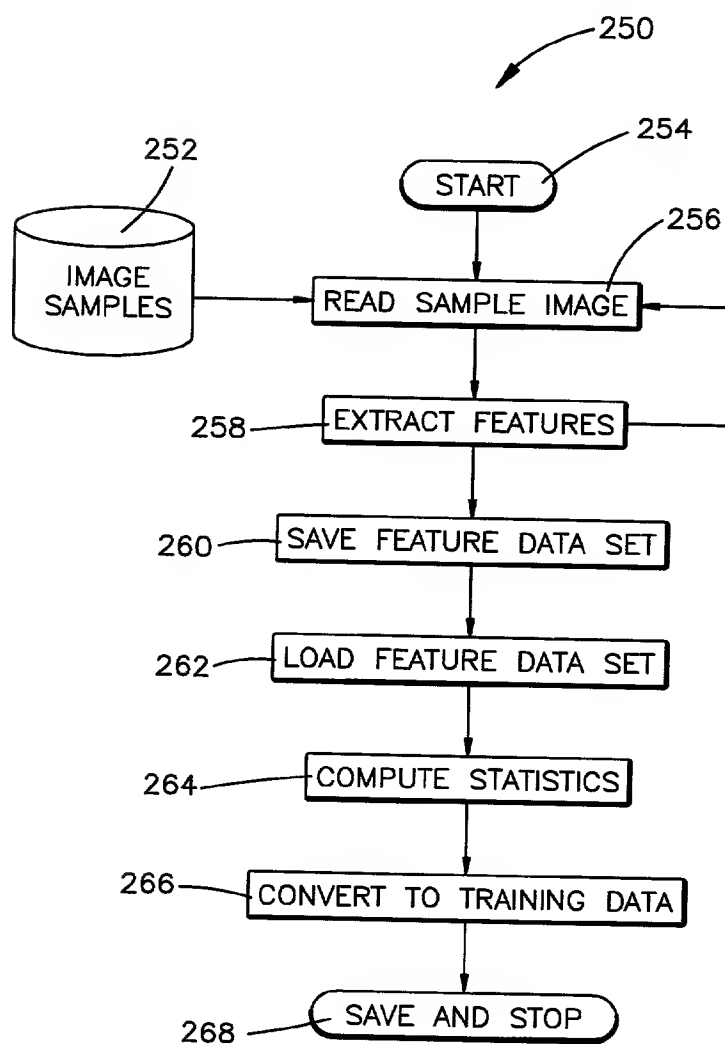 250
254
START
252
IMAGE
SAMPLES
256
READ SAMPLE IMAGE
258
EXTRACT FEATURES
260
SAVE FEATURE DATA SET
262
LOAD FEATURE DATA SET
264
COMPUTE STATISTICS
266
CONVERT TO TRAINING DATA
268
SAVE AND STOP